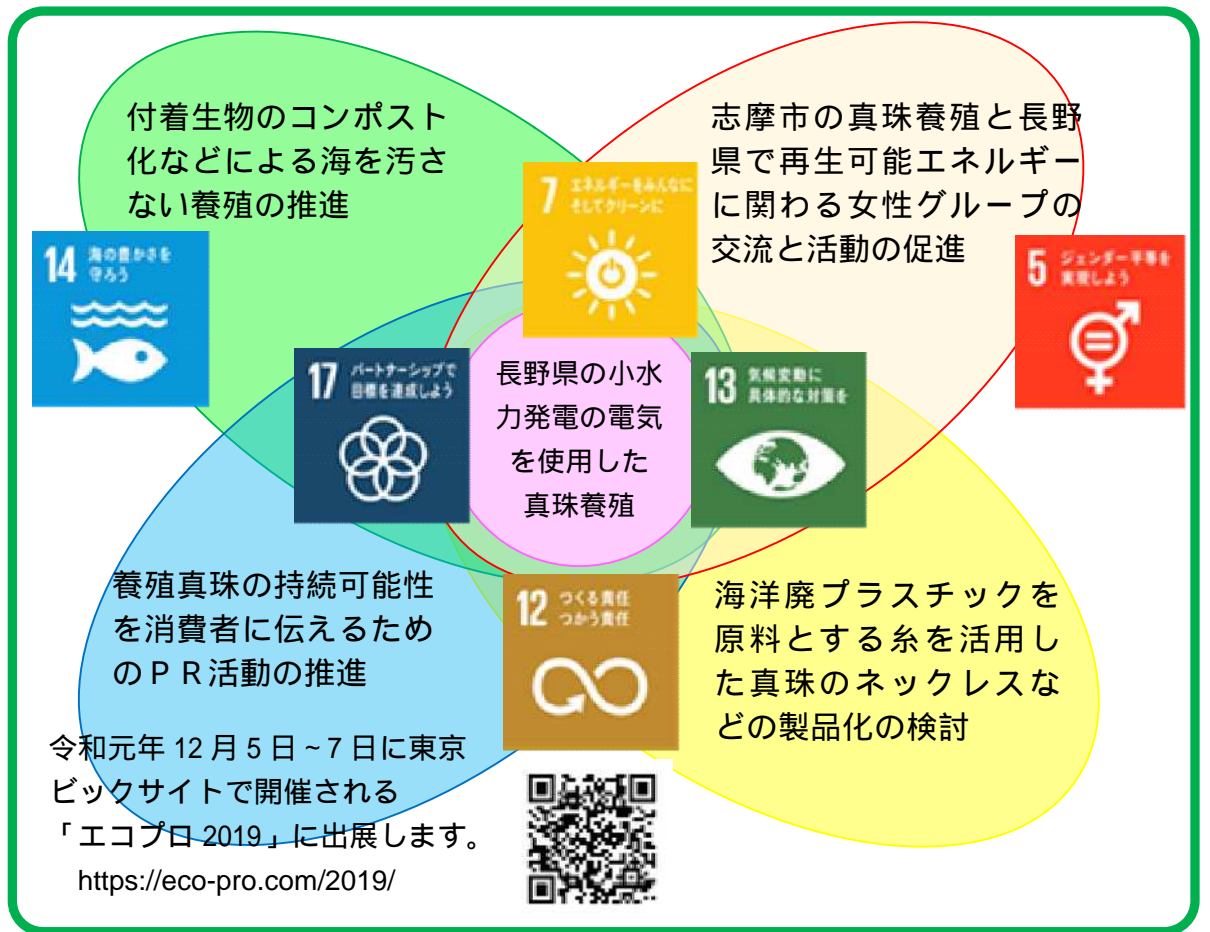 付着生物のコンポスト
化などによる海を汚さ
ない養殖の推進
志摩市の真珠養殖と長野
県で再生可能エネルギー
に関わる女性グループの
交流と活動の促進
7 エネルギーをみんなに
そしてクリーンに
14 海の豊かさを
守ろう
5 ジェンダー平等を
実現しよう
17 パートナーシップで
目標を達成しよう
長野県の小水
力発電の電気
を使用した
真珠養殖
13 気候変動に
具体的な対策を
養殖真珠の持続可能性
を消費者に伝えるため
のPR活動の推進
12 つくる責任
つかう責任
海洋廃プラスチックを
原料とする糸を活用し
た真珠のネックレスな
どの製品化の検討
令和元年 12 月 5 日~7 日に東京
ビックサイトで開催される
「エコプロ 2019」に出展します。
https://eco-pro.com/2019/